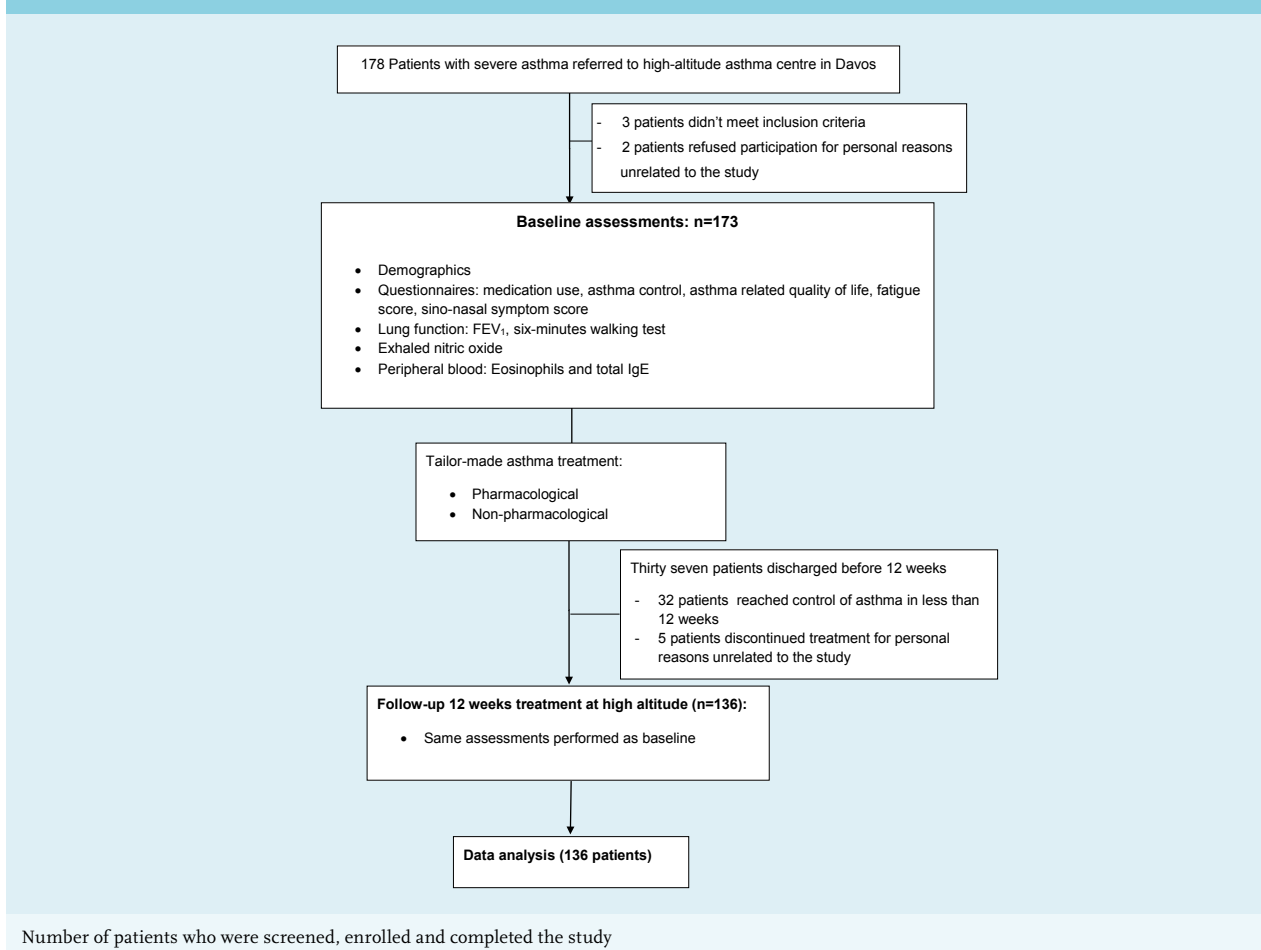 178 Patients with severe asthma referred to high-altitude asthma centre in Davos
- 3 patients didn't meet inclusion criteria
- 2 patients refused participation for personal reasons
unrelated to the study
Baseline assessments: n=173
• Demographics
• Questionnaires: medication use, asthma control, asthma related quality of life, fatigue
score, sino-nasal symptom score
• Lung function: FEV₁, six-minutes walking test
• Exhaled nitric oxide
• Peripheral blood: Eosinophils and total IgE
Tailor-made asthma treatment:
• Pharmacological
• Non-pharmacological
Thirty seven patients discharged before 12 weeks
- 32 patients reached control of asthma in less than
12 weeks
- 5 patients discontinued treatment for personal
reasons unrelated to the study
Follow-up 12 weeks treatment at high altitude (n=136):
• Same assessments performed as baseline
Data analysis (136 patients)
Number of patients who were screened, enrolled and completed the study